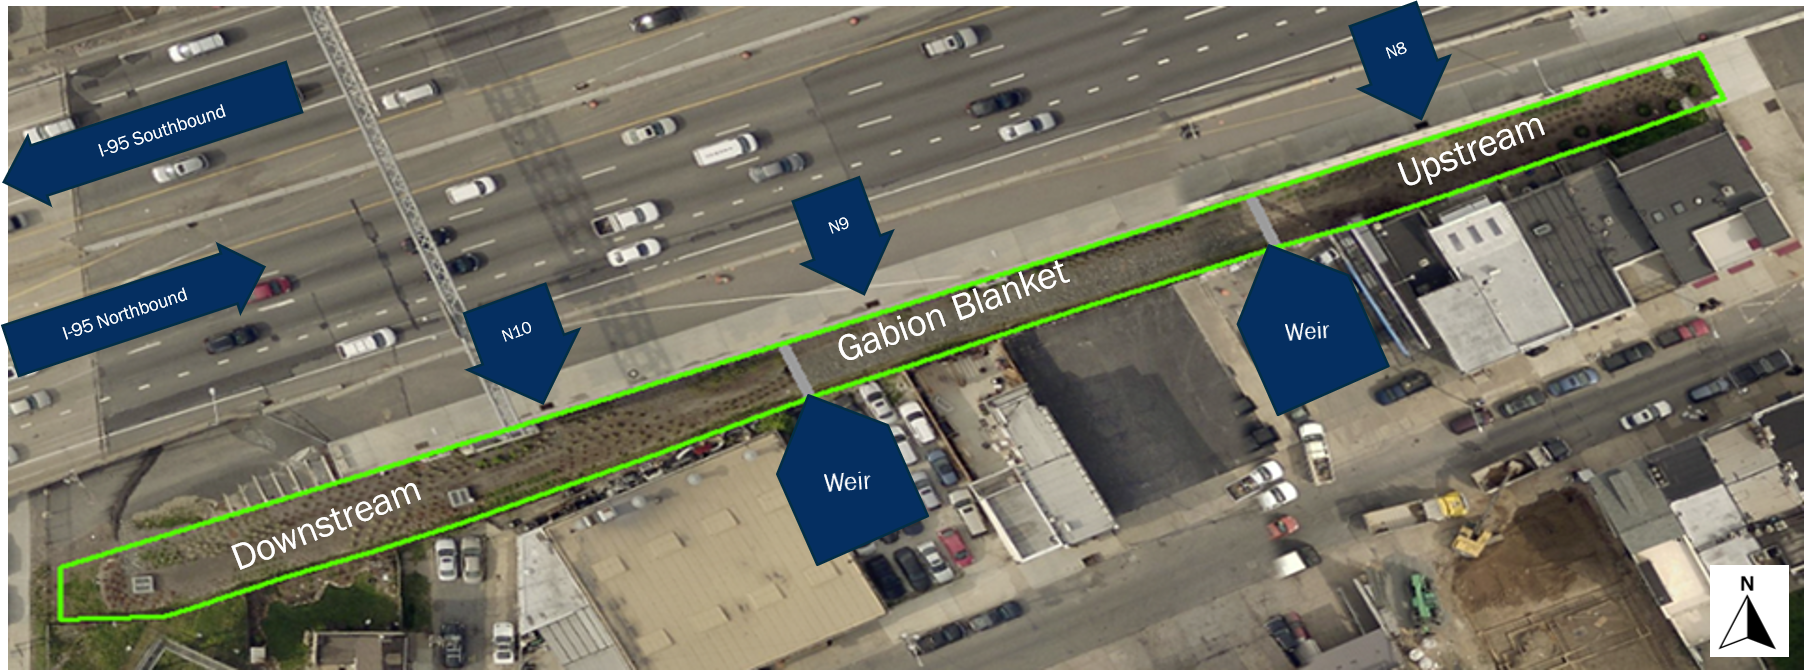 N8
I-95 Southbound
Upstream
N9
I-95 Northbound
Gabion Blanket
N10
Weir
Weir
Downstream
N